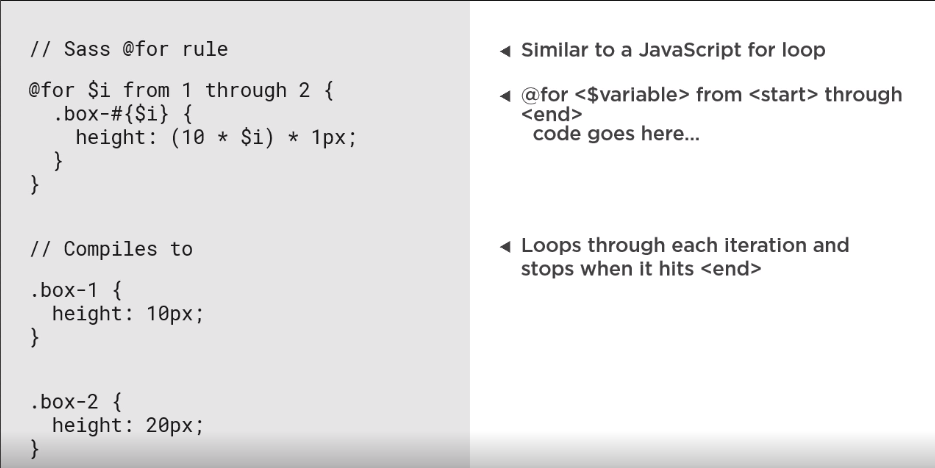 // Sass @for rule
@for $i from 1 through 2 {
  .box-#{$i} {
    height: (10 * $i) * 1px;
  }
}
// Compiles to
.box-1 {
  height: 10px;
}
.box-2 {
  height: 20px;
}
◄ Similar to a JavaScript for loop
◄ @for <$variable> from <start> through
<end>
code goes here...
◄ Loops through each iteration and
stops when it hits <end>